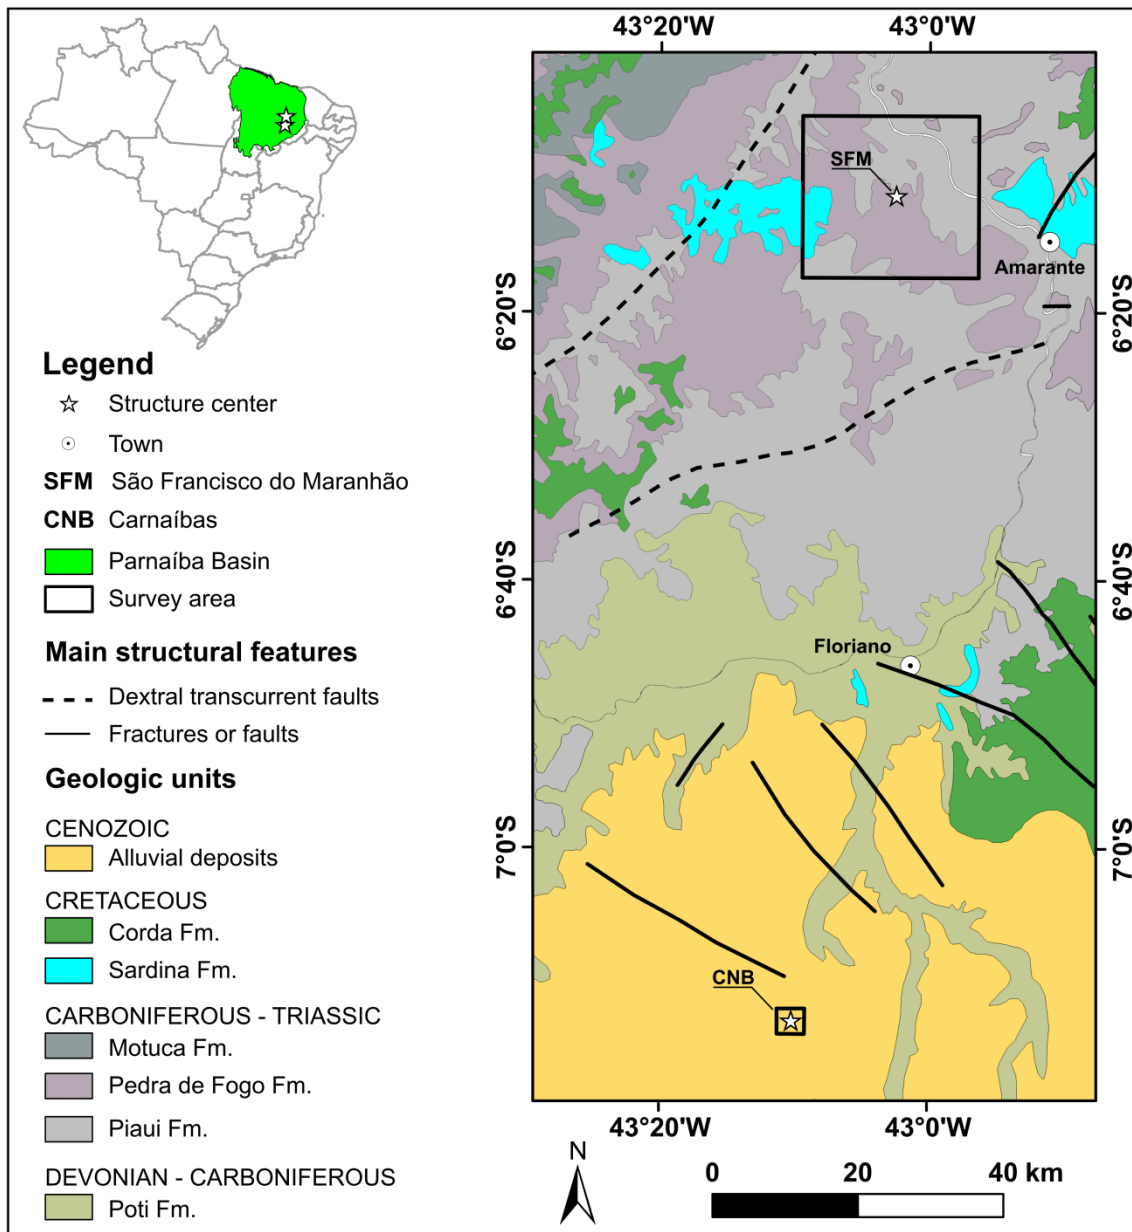 43°20'W 43°00'W
SFM
Amarante
6°20'S 6°20'S
Legend
Structure center
Town
SFM São Francisco do Maranhão
CNB Carnaíbas
Parnaíba Basin
Survey area
6°40'S 6°40'S
Main structural features
Floriano
Dextral transcurrent faults
Fractures or faults
Geologic units
CENOZOIC
Alluvial deposits
7°0'S 7°0'S
CRETACEOUS
Corda Fm.
Sardina Fm.
CNB
CARBONIFEROUS - TRIASSIC
Motuca Fm.
Pedra de Fogo Fm.
Piaui Fm.
43°20'W 43°00'W
DEVONIAN - CARBONIFEROUS
Poti Fm.
N
0 20 40 km